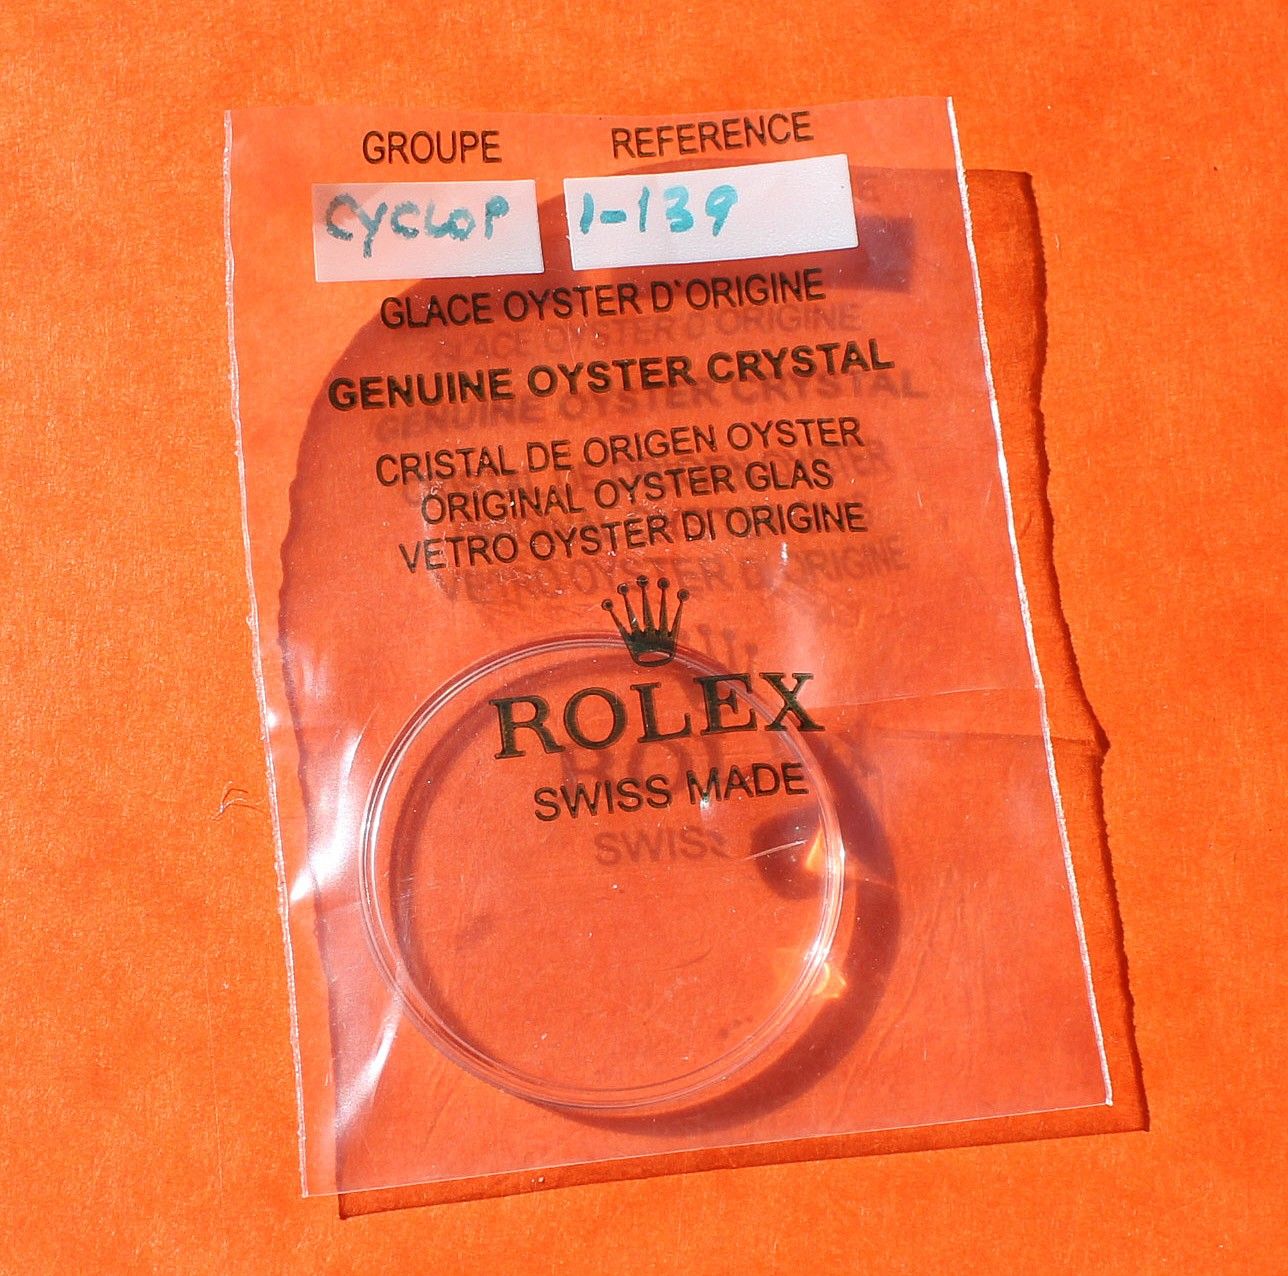 GROUPE REFERENCE
CYCLOP 1-139
GLACE OYSTER D'ORIGINE
GENUINE OYSTER CRYSTAL
CRISTAL DE ORIGEN OYSTER
ORIGINAL OYSTER GLAS
VETRO OYSTER DI ORIGINE
ROLEX
SWISS MADE